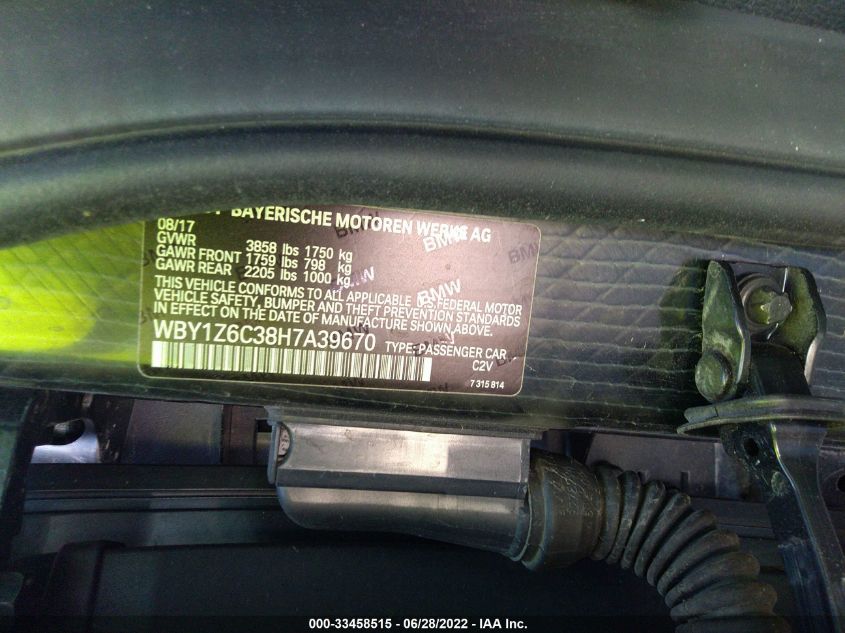 BAYERISCHE MOTOREN WERKE AG
08/17
GVWR 3858 lbs 1750 kg
GAWR FRONT 1759 lbs 798 kg
GAWR REAR 2205 lbs 1000 kg
THIS VEHICLE CONFORMS TO ALL APPLICABLE US FEDERAL MOTOR
VEHICLE SAFETY, BUMPER AND THEFT PREVENTION STANDARDS
IN EFFECT ON THE DATE OF MANUFACTURE SHOWN ABOVE.
WBY1Z6C38H7A39670 TYPE: PASSENGER CAR
C2V
7 315 814
BMW
BMW
000-33458515 - 06/28/2022 - IAA Inc.